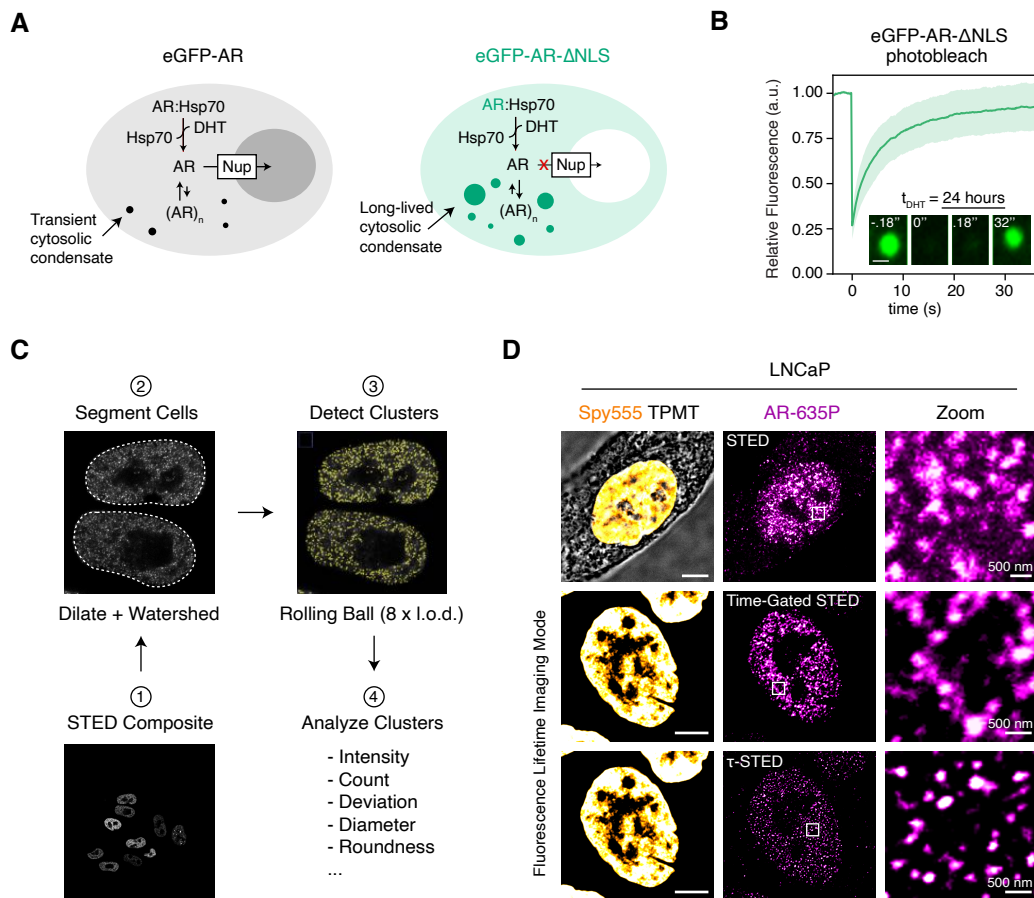 A
eGFP-AR
AR:Hsp70
Hsp70
DHT
AR
Nup
(AR)n
Transient
cytosolic
condensate
eGFP-AR-ΔNLS
AR:Hsp70
Hsp70
DHT
AR
x
Nup
(AR)n
Long-lived
cytosolic
condensate
B
eGFP-AR-ΔNLS
photobleach
Relative Fluorescence (a.u.)
1.00
0.75
0.50
0.25
0.00
tDHT = 24 hours
-.18"
0"
.18"
32"
0
10
20
30
time (s)
C
2
Segment Cells
Dilate + Watershed
3
Detect Clusters
Rolling Ball (8 x l.o.d.)
1
STED Composite
4
Analyze Clusters
- Intensity
- Count
- Deviation
- Diameter
- Roundness
...
D
LNCaP
Spy555 TPMT
AR-635P
Zoom
Fluorescence Lifetime Imaging Mode
STED
500 nm
Time-Gated STED
500 nm
τ-STED
500 nm